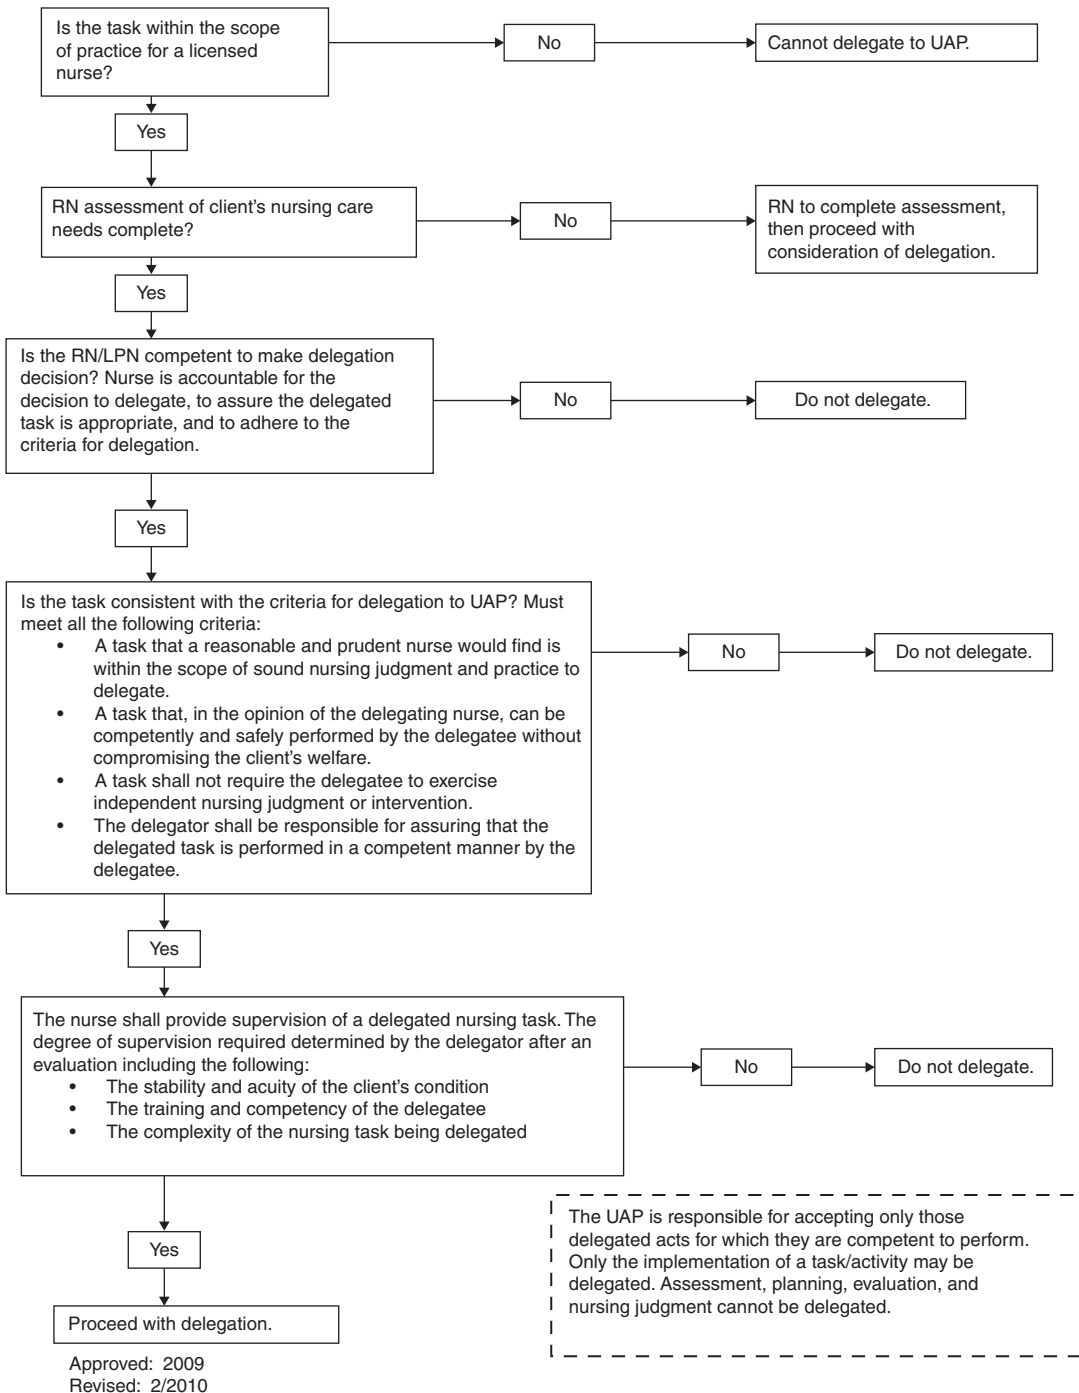 Is the task within the scope
of practice for a licensed
nurse?
No
Cannot delegate to UAP.
Yes
RN assessment of client's nursing care
needs complete?
No
RN to complete assessment,
then proceed with
consideration of delegation.
Yes
Is the RN/LPN competent to make delegation
decision? Nurse is accountable for the
decision to delegate, to assure the delegated
task is appropriate, and to adhere to the
criteria for delegation.
No
Do not delegate.
Yes
Is the task consistent with the criteria for delegation to UAP? Must
meet all the following criteria:
• A task that a reasonable and prudent nurse would find is
within the scope of sound nursing judgment and practice to
delegate.
• A task that, in the opinion of the delegating nurse, can be
competently and safely performed by the delegatee without
compromising the client's welfare.
• A task shall not require the delegatee to exercise
independent nursing judgment or intervention.
• The delegator shall be responsible for assuring that the
delegated task is performed in a competent manner by the
delegatee.
No
Do not delegate.
Yes
The nurse shall provide supervision of a delegated nursing task. The
degree of supervision required determined by the delegator after an
evaluation including the following:
• The stability and acuity of the client's condition
• The training and competency of the delegatee
• The complexity of the nursing task being delegated
No
Do not delegate.
Yes
Proceed with delegation.
The UAP is responsible for accepting only those
delegated acts for which they are competent to perform.
Only the implementation of a task/activity may be
delegated. Assessment, planning, evaluation, and
nursing judgment cannot be delegated.
Approved: 2009
Revised: 2/2010